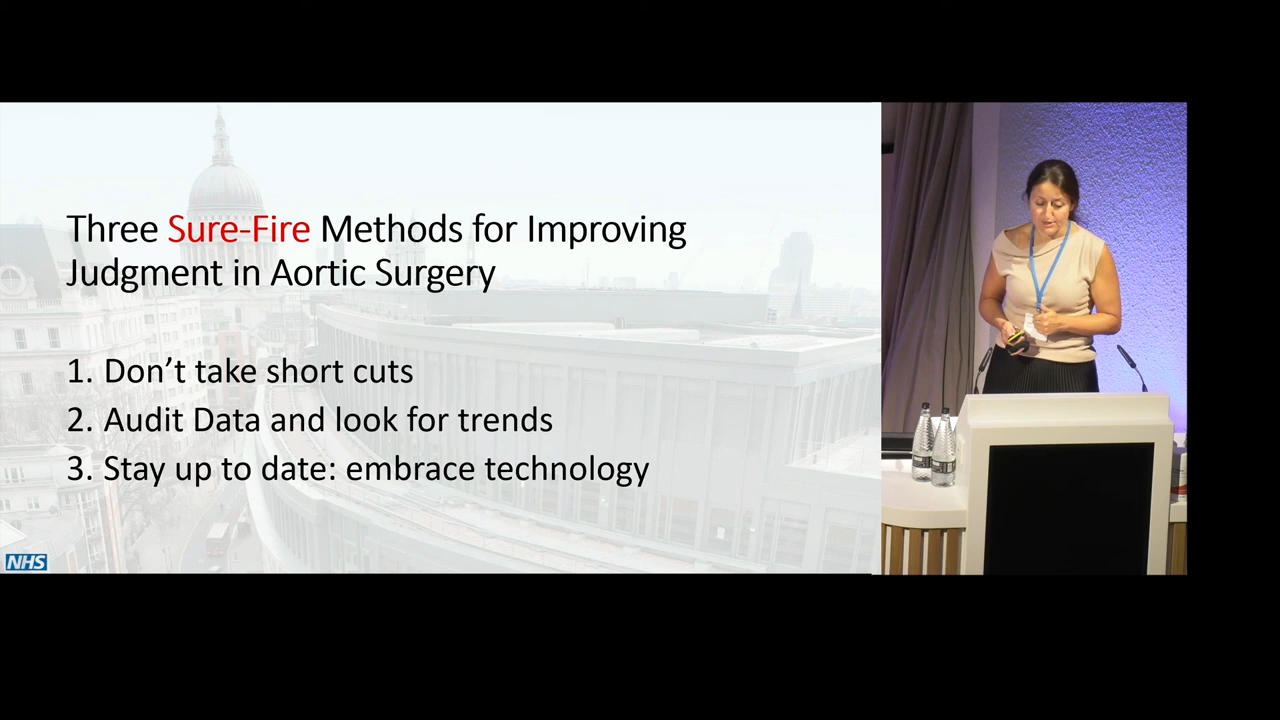 Three Sure-Fire Methods for Improving
Judgment in Aortic Surgery
1. Don’t take short cuts
2. Audit Data and look for trends
3. Stay up to date: embrace technology
NHS